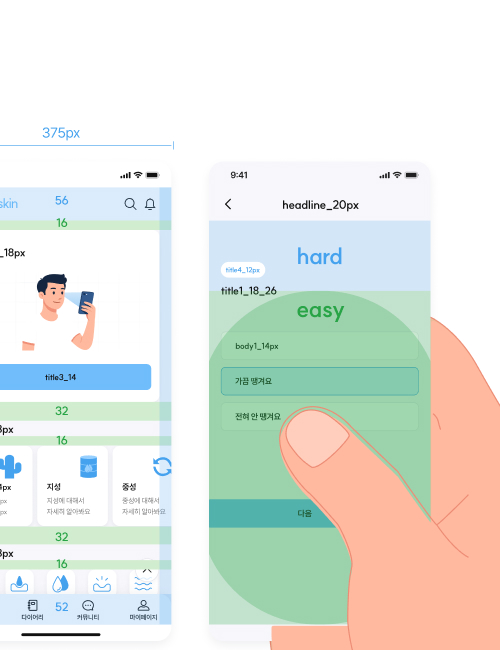 375px
skin
56
16
_18px
title3_14
32
8px
16
4px
px
px
지성
지성에 대해서
자세히 알아봐요
중성
중성에 대해서
자세히 알아봐요
32
8px
16
52
다이어리
커뮤니티
마이페이지
9:41
headline_20px
hard
title4_12px
title1_18_26
easy
body1_14px
가끔 땡겨요
전혀 안 땡겨요
다음